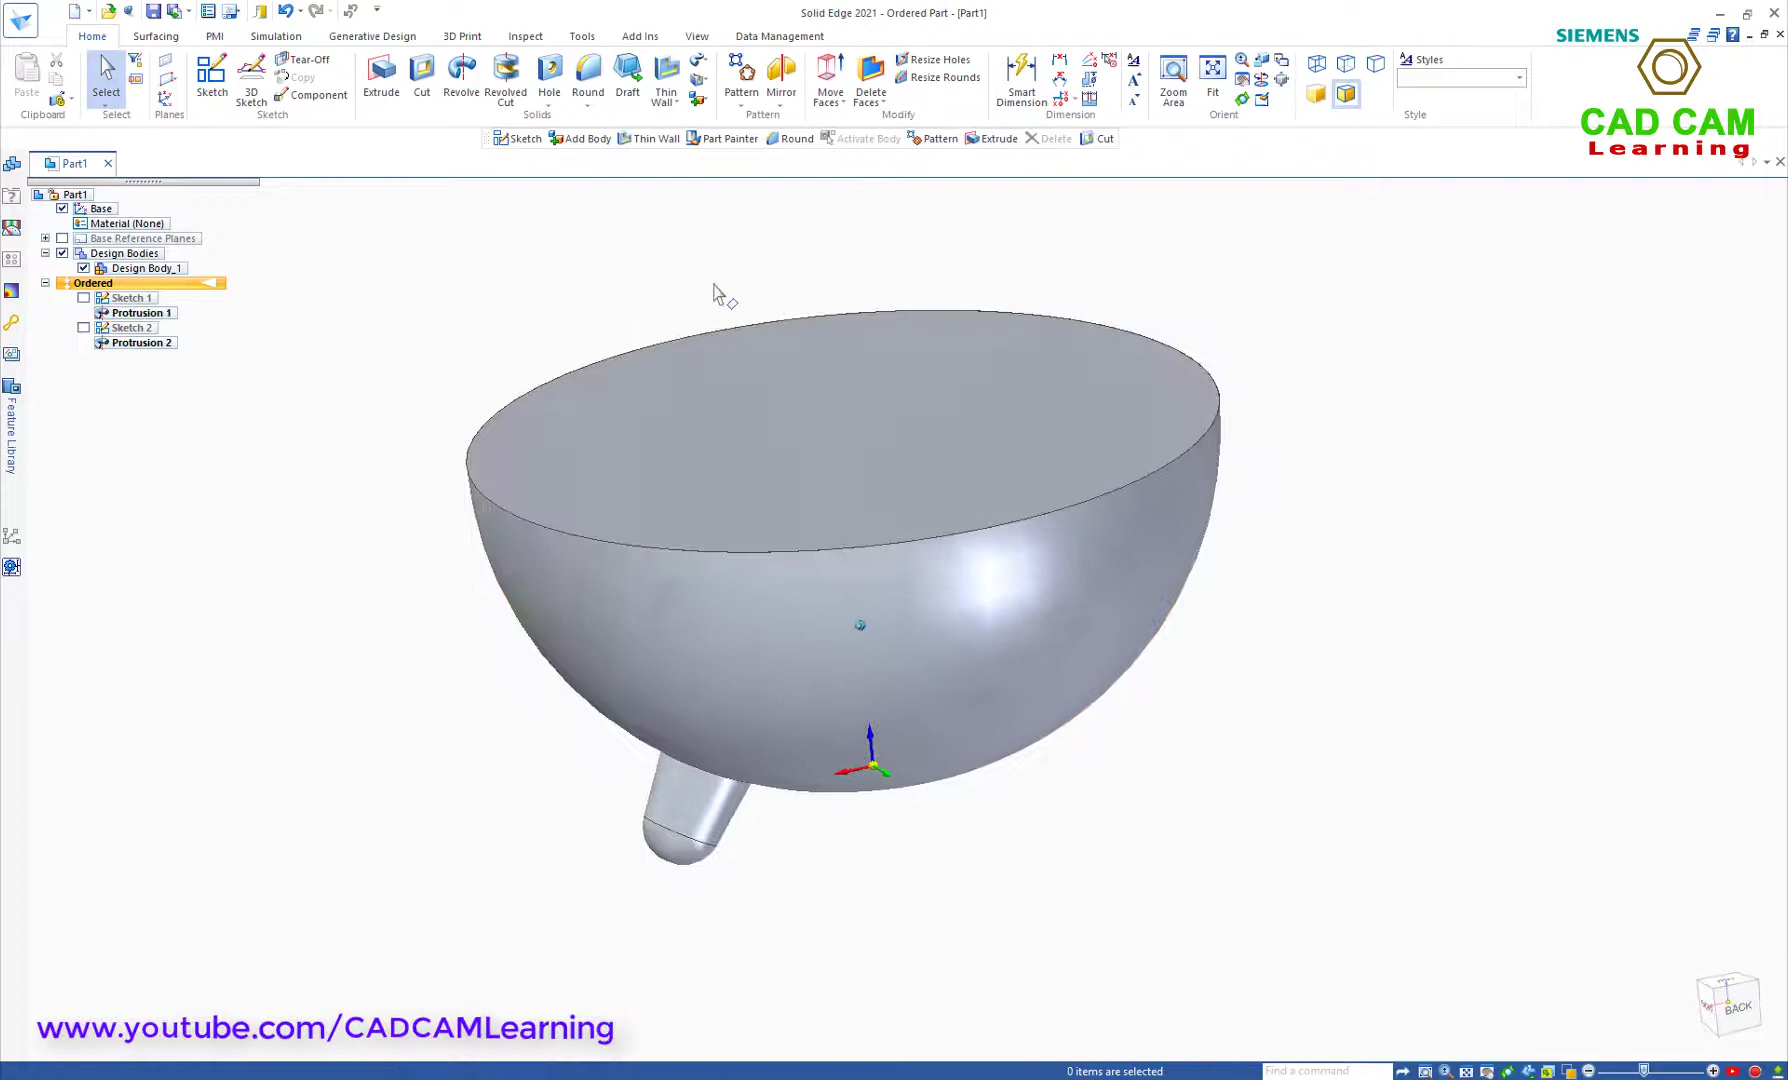 Solid Edge 2021 - Ordered Part - [Part1]
Home Surfacing PMI Simulation Generative Design 3D Print Inspect Tools Add Ins View Data Management
SIEMENS
Paste
Clipboard
Select
Select
Planes
Sketch
3D Sketch
Tear-Off
Copy
Component
Sketch
Extrude
Cut
Revolve
Revolved Cut
Hole
Round
Draft
Thin Wall
Solids
Pattern
Mirror
Pattern
Move Faces
Delete Faces
Resize Holes
Resize Rounds
Modify
Smart Dimension
Dimension
Zoom Area
Fit
Orient
Styles
Style
CAD CAM
Learning
Sketch Add Body Thin Wall Part Painter Round Activate Body Pattern Extrude Delete Cut
Part1
Part1
Base
Material (None)
Base Reference Planes
Design Bodies
Design Body_1
Ordered
Sketch 1
Protrusion 1
Sketch 2
Protrusion 2
Feature Library
BACK
www.youtube.com/CADCAMLearning
0 items are selected
Find a command